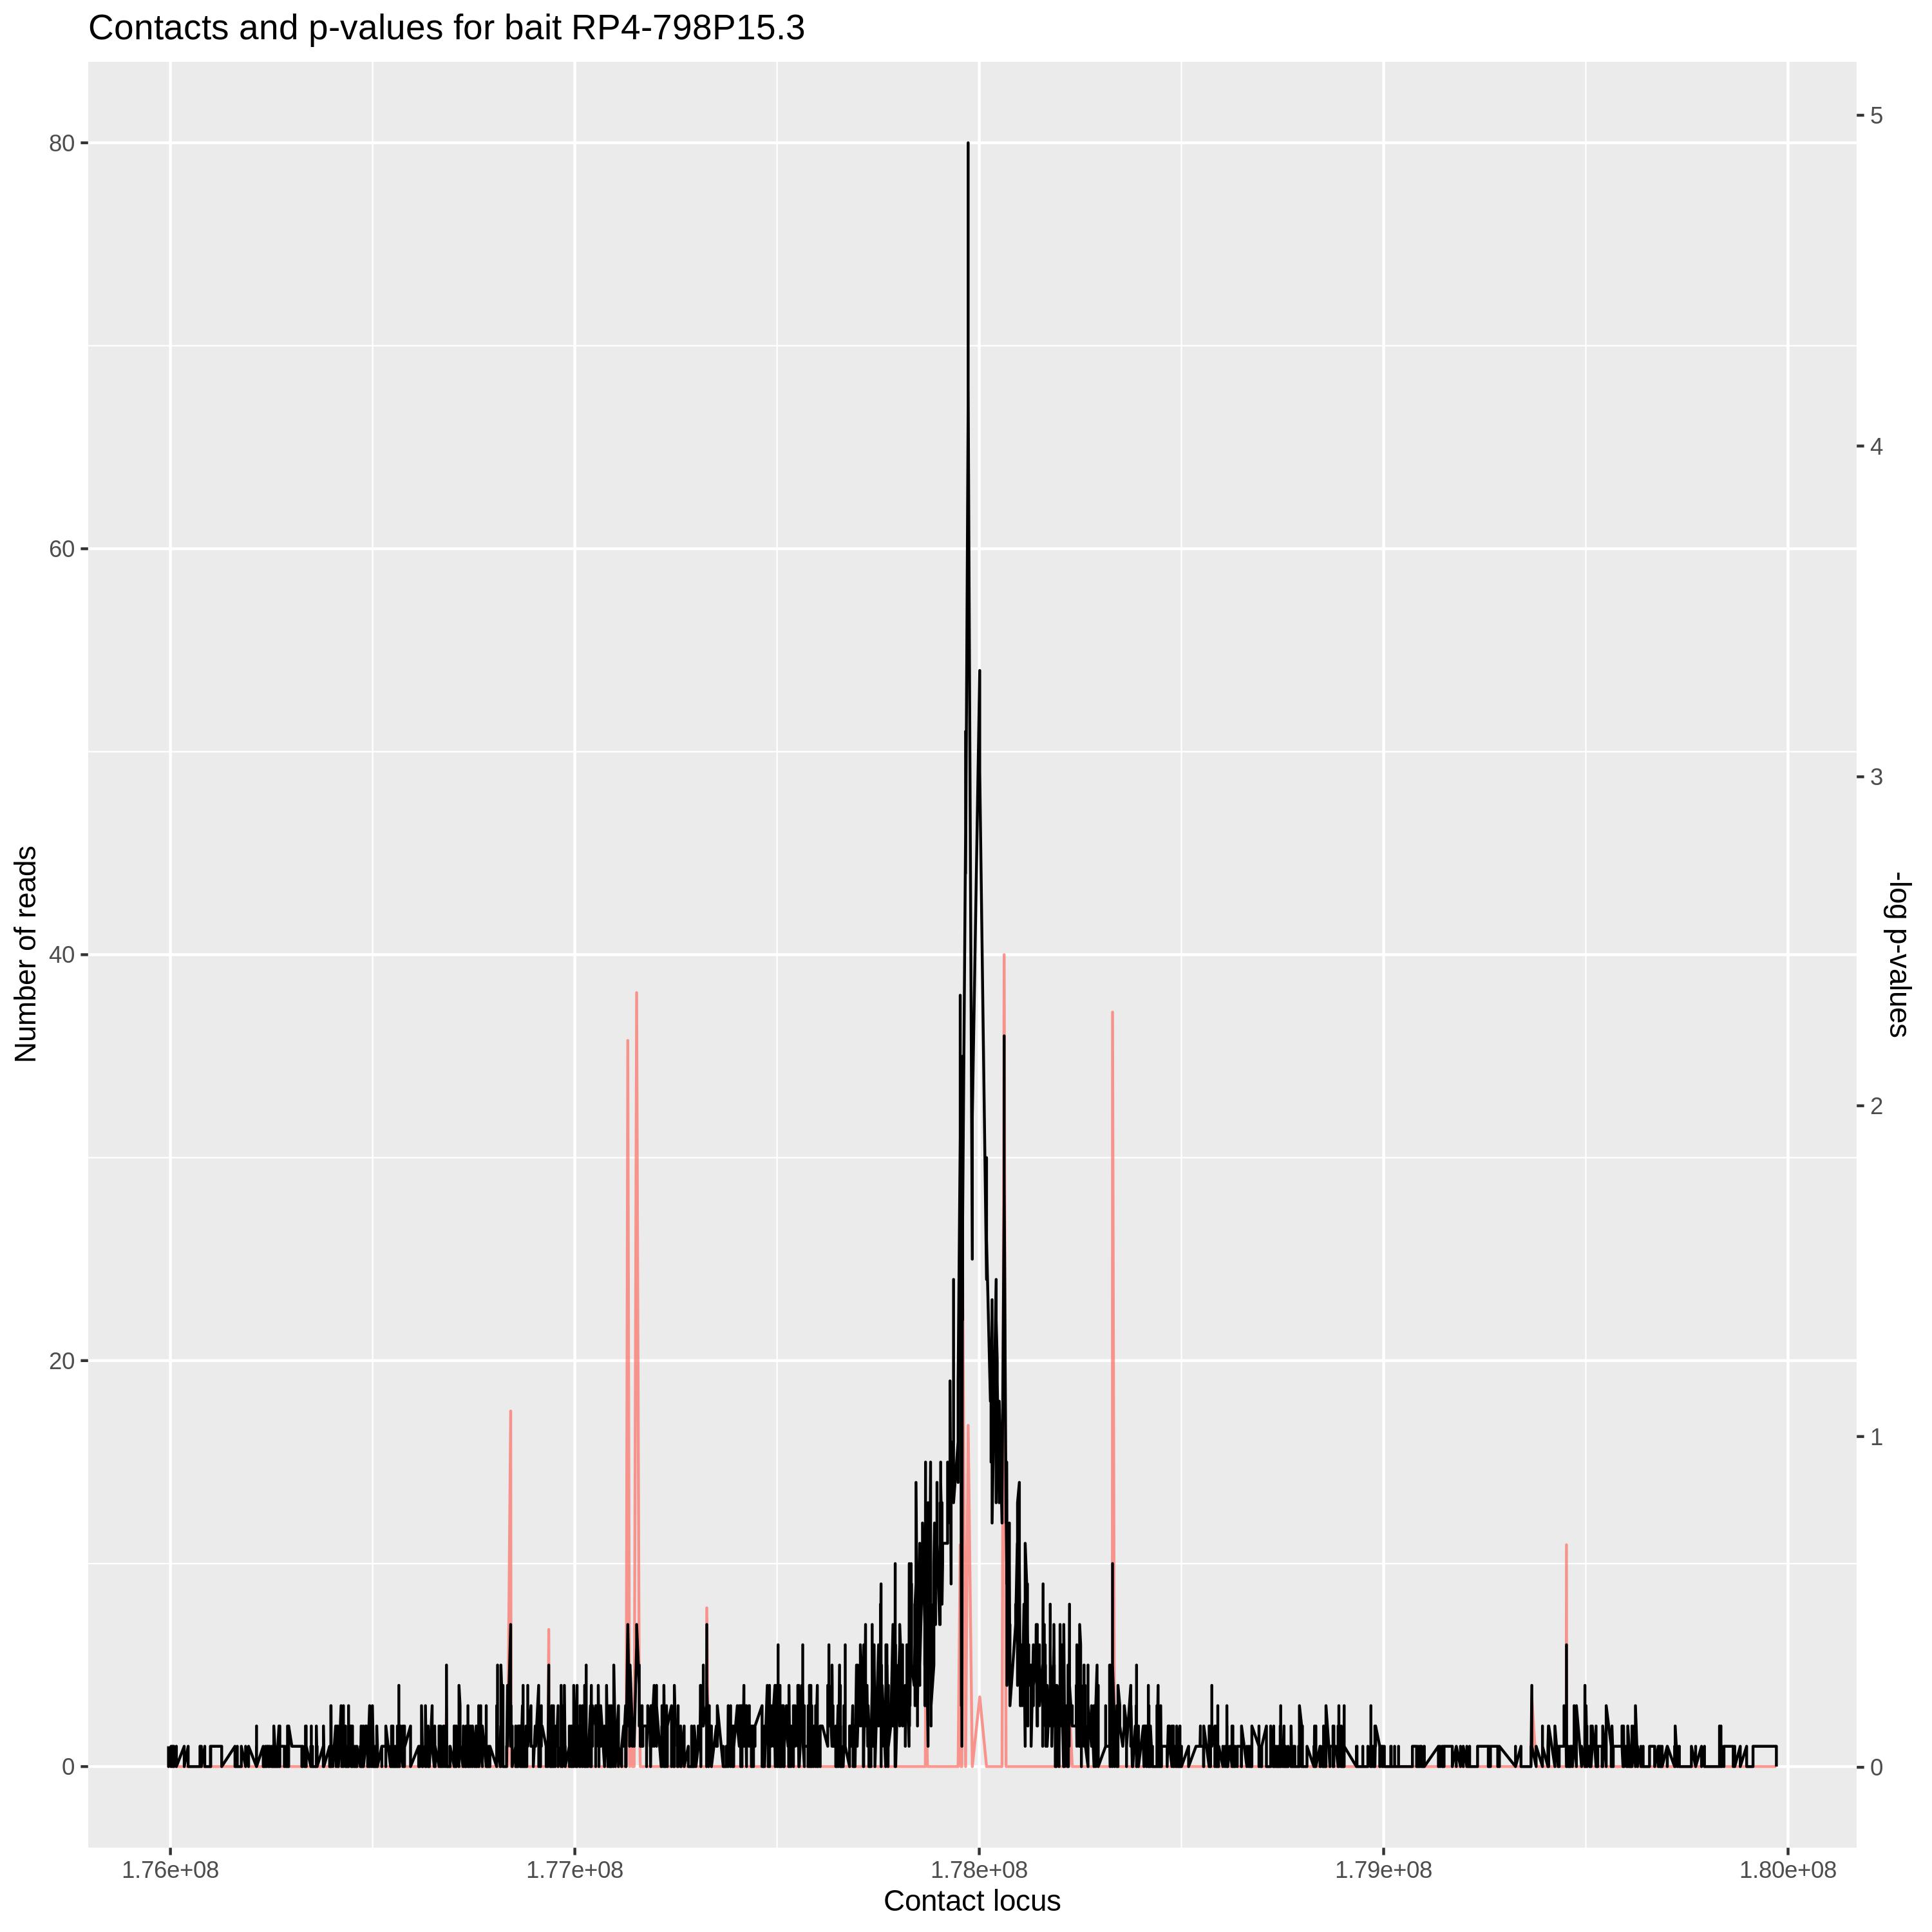 Contacts and p-values for bait RP4-798P15.3
80
60
40
20
0
Number of reads
5
4
3
2
1
0
-log p-values
1.76e+08 1.77e+08 1.78e+08 1.79e+08 1.80e+08
Contact locus